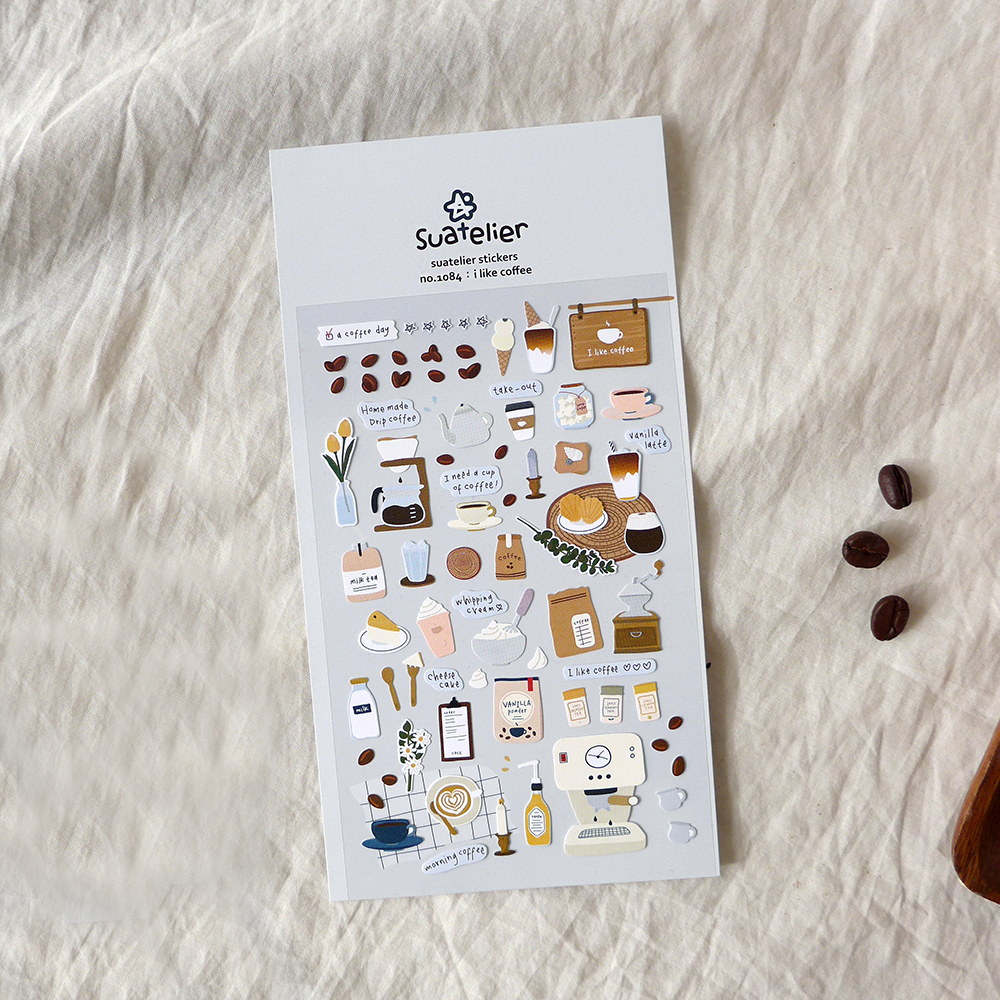 suatelier
suatelier stickers
no.1084 : i like coffee
a coffee day
I like coffee
take-out
Home made
Drip coffee
vanilla
latte
I need a cup
of coffee!
coffee
milk tea
whipping
cream
coffee
I like coffee ♡♡♡
cheese
cake
milk
VANILLA
powder
morning coffee